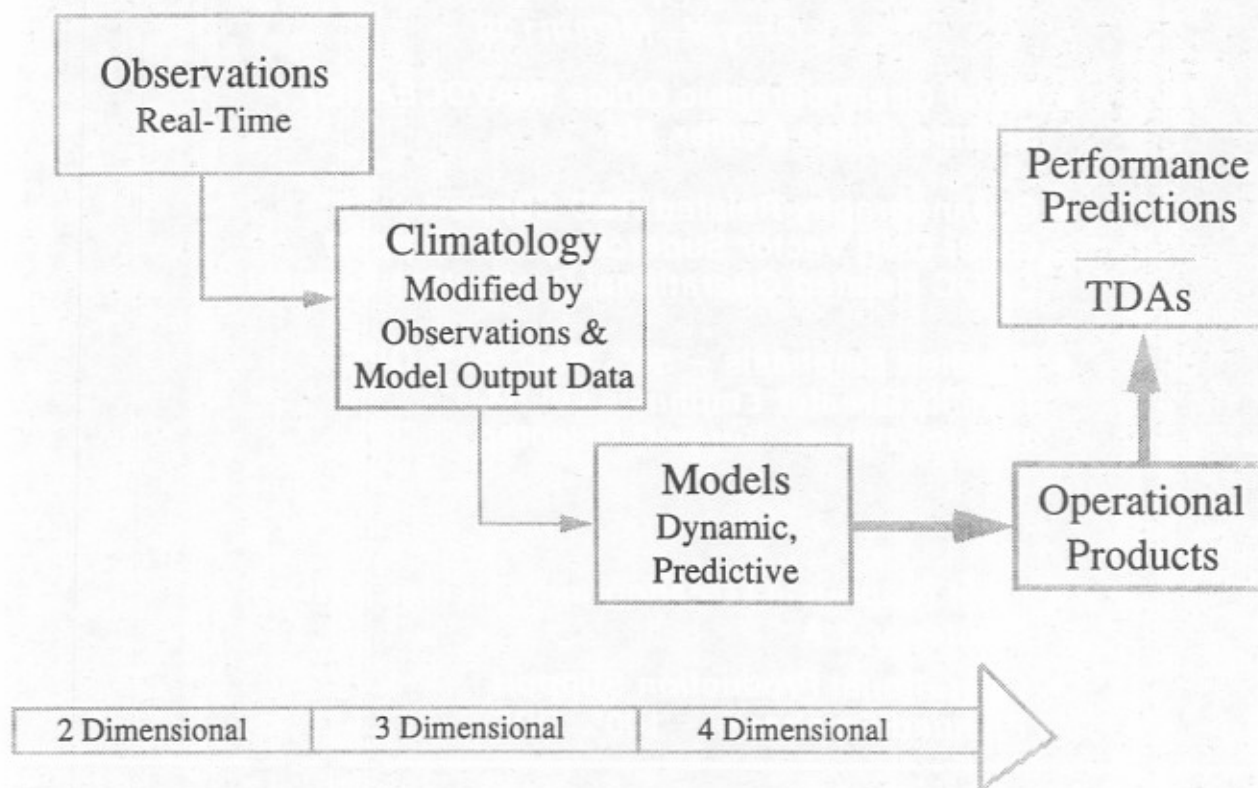 Observations
Real-Time
Climatology
Modified by
Observations &
Model Output Data
Models
Dynamic,
Predictive
Operational
Products
Performance
Predictions
TDAs
2 Dimensional
3 Dimensional
4 Dimensional